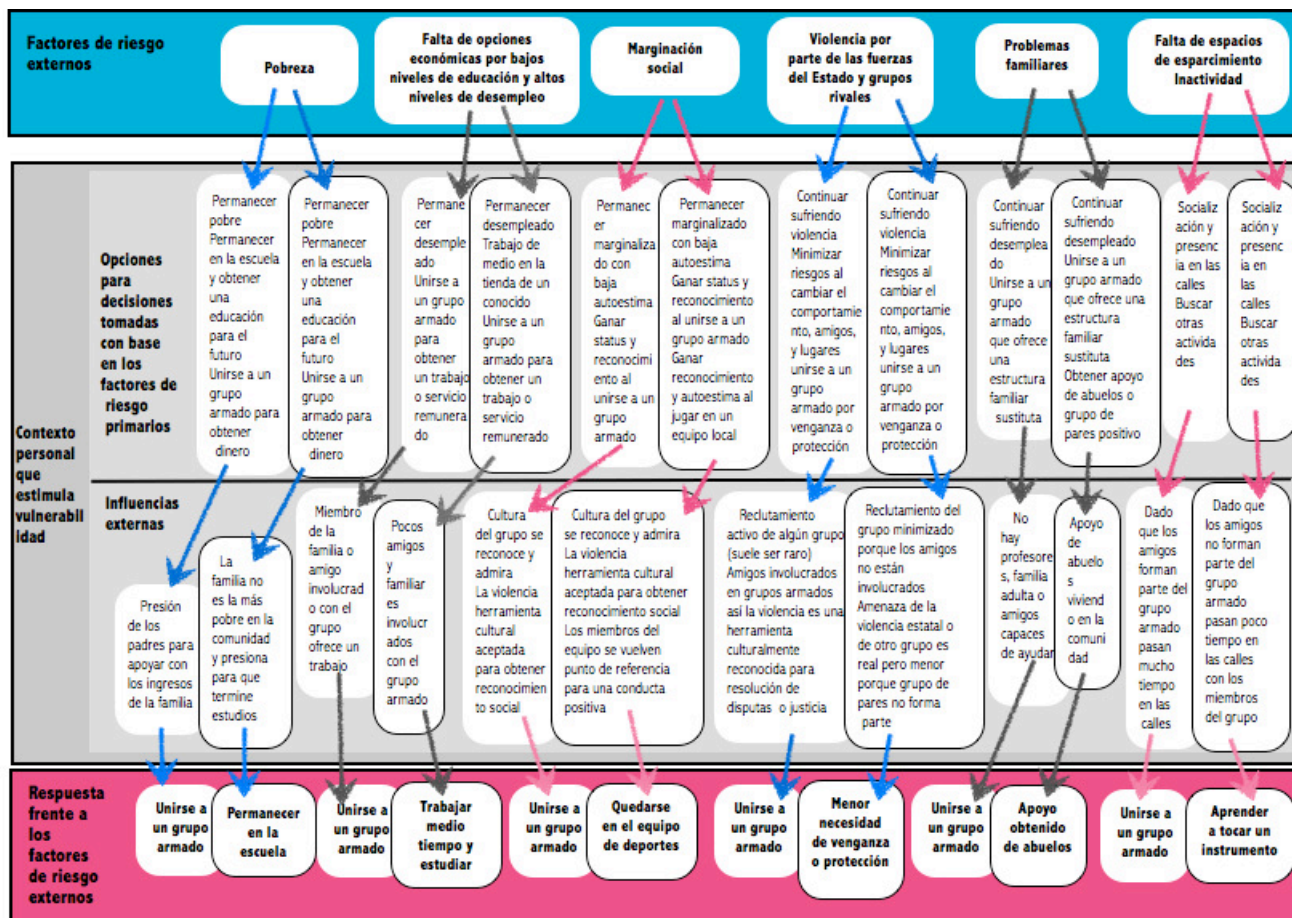 Factores de riesgo
externos
Pobreza
Falta de opciones
económicas por bajos
niveles de educación y altos
niveles de desempleo
Marginación
social
Violencia por
parte de las fuerzas
del Estado y grupos
rivales
Problemas
familiares
Falta de espacios
de esparcimiento
Inactividad
Contexto
personal
que
estimula
vulnerabil
idad
Opciones
para
decisiones
tomadas
con base
en los
factores de
riesgo
primarios
Permanecer
pobre
Permanecer
en la escuela
y obtener
una
educación
para el
futuro
Unirse a un
grupo
armado para
obtener
dinero
Permanecer
pobre
Permanecer
en la escuela
y obtener
una
educación
para el
futuro
Unirse a un
grupo
armado para
obtener
dinero
Permane
cer
desemple
ado
Unirse a
un grupo
armado
para
obtener
un trabajo
o servicio
remunera
do
Permanecer
desempleado
Trabajo de
medio en la
tienda de un
conocido
Unirse a un
grupo
armado para
obtener un
trabajo o
servicio
remunerado
Permanec
er
marginaliza
do con
baja
autoestima
Ganar
status y
reconocimi
ento al
unirse a un
grupo
armado
Permanecer
marginalizado
con baja
autoestima
Ganar status y
reconocimiento
al unirse a un
grupo armado
Ganar
reconocimiento
y autoestima al
jugar en un
equipo local
Continuar
sufriendo
violencia
Minimizar
riesgos al
cambiar el
comportamie
nto, amigos,
y lugares
unirse a un
grupo
armado por
venganza o
protección
Continuar
sufriendo
violencia
Minimizar
riesgos al
cambiar el
comportamie
nto, amigos,
y lugares
unirse a un
grupo
armado por
venganza o
protección
Continuar
sufriendo
desemplea
do
Unirse a un
grupo
armado
que ofrece
una
estructura
familiar
sustituta
Continuar
sufriendo
desempleado
Unirse a un
grupo armado
que ofrece una
estructura
familiar
sustituta
Obtener apoyo
de abuelos o
grupo de
pares positivo
Socializ
ación y
presenc
ia en las
calles
Buscar
otras
activida
des
Socializ
ación y
presenc
ia en
las
calles
Buscar
otras
activida
des
Influencias
externas
Presión
de los
padres para
apoyar con
los ingresos
de la familia
La
familia no
es la más
pobre en la
comunidad
y presiona
para que
termine
estudios
Miembro
de la
familia o
amigo
involucrad
o con el
grupo
ofrece un
trabajo
Pocos
amigos
y
familiar
es
involucr
ados
con el
grupo
armado
Cultura
del grupo se
reconoce y
admira
La violencia
herramienta
cultural
aceptada
para obtener
reconocimien
to social
Cultura del grupo
se reconoce y admira
La violencia
herramienta cultural
aceptada para obtener
reconocimiento social
Los miembros del
equipo se vuelven
punto de referencia
para una conducta
positiva
Reclutamiento
activo de algún grupo
(suele ser raro)
Amigos involucrados
en grupos armados
así la violencia es una
herramienta
culturalmente
reconocida para
resolución de
disputas o justicia
Reclutamiento del
grupo minimizado
porque los amigos
no están
involucrados
Amenaza de la
violencia estatal o
de otro grupo es
real pero menor
porque grupo de
pares no forma
parte
No
hay
profesore
s, familia
adulta o
amigos
capaces
de ayudar
Apoyo
de
abuelo
s
viviend
o en la
comuni
dad
Dado
que los
amigos
forman
parte del
grupo
armado
pasan
mucho
tiempo
en las
calles
Dado que
los amigos
no forman
parte del
grupo
armado
pasan poco
tiempo en
las calles
con los
miembros
del grupo
Respuesta
frente a
los
factores
de riesgo
externos
Unirse a
un grupo
armado
Permanecer
en la
escuela
Unirse a
un grupo
armado
Trabajar
medio
tiempo y
estudiar
Unirse a
un grupo
armado
Quedarse
en el equipo
de deportes
Unirse a
un grupo
armado
Menor
necesidad
de venganza
o protección
Unirse a
un grupo
armado
Apoyo
obtenido
de abuelos
Unirse a
un grupo
armado
Aprender
a tocar un
instrumento